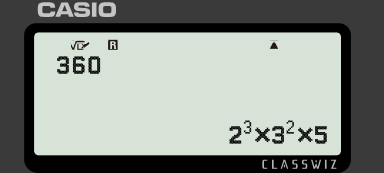 CASIO
√▱ R ▲
360
2³×3²×5
CLASSWIZ